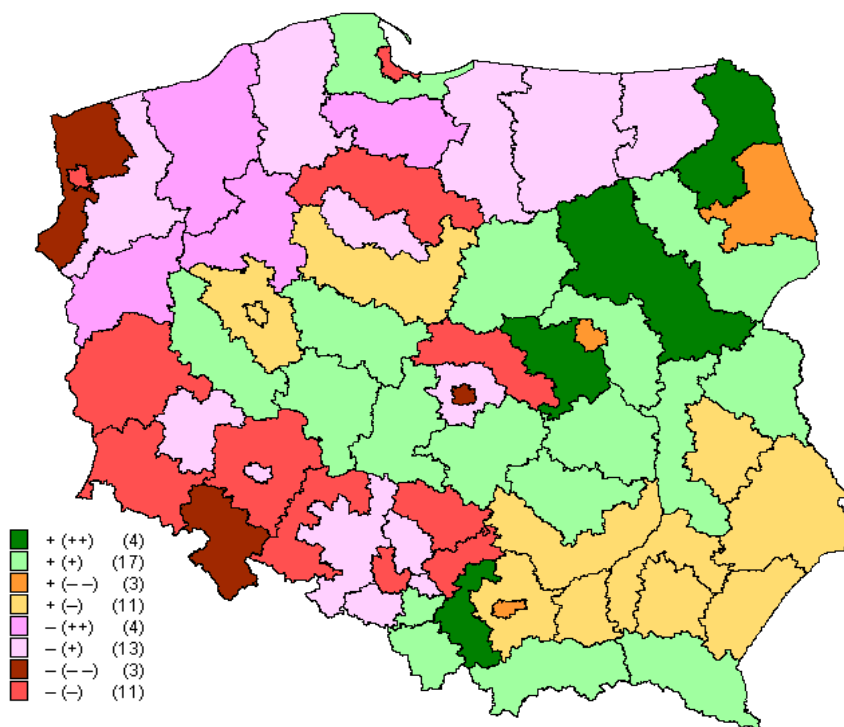 + (++) (4)
+ (+) (17)
+ (– –) (3)
+ (–) (11)
– (++) (4)
– (+) (13)
– (– –) (3)
– (–) (11)